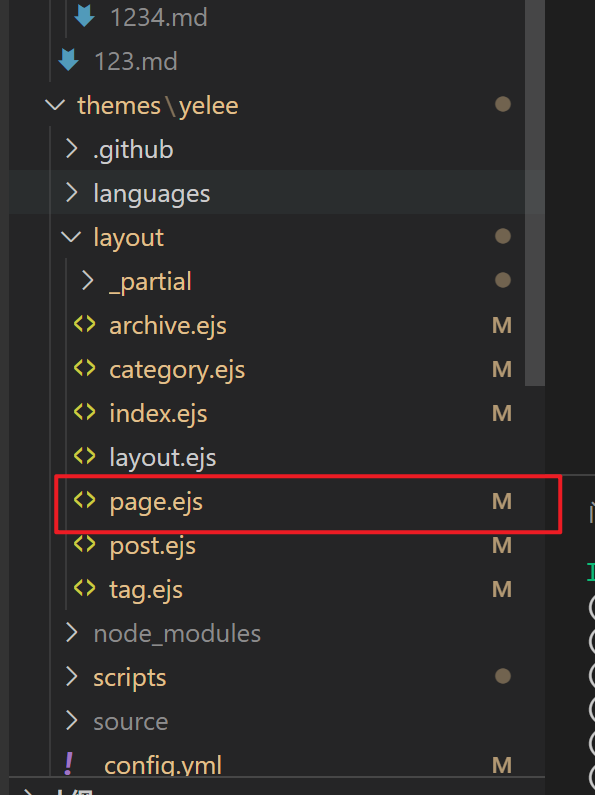 1234.md
123.md
themes\yelee
.github
languages
layout
_partial
archive.ejs M
category.ejs M
index.ejs M
layout.ejs
page.ejs M
post.ejs M
tag.ejs M
node_modules
scripts
source
! _config.yml M